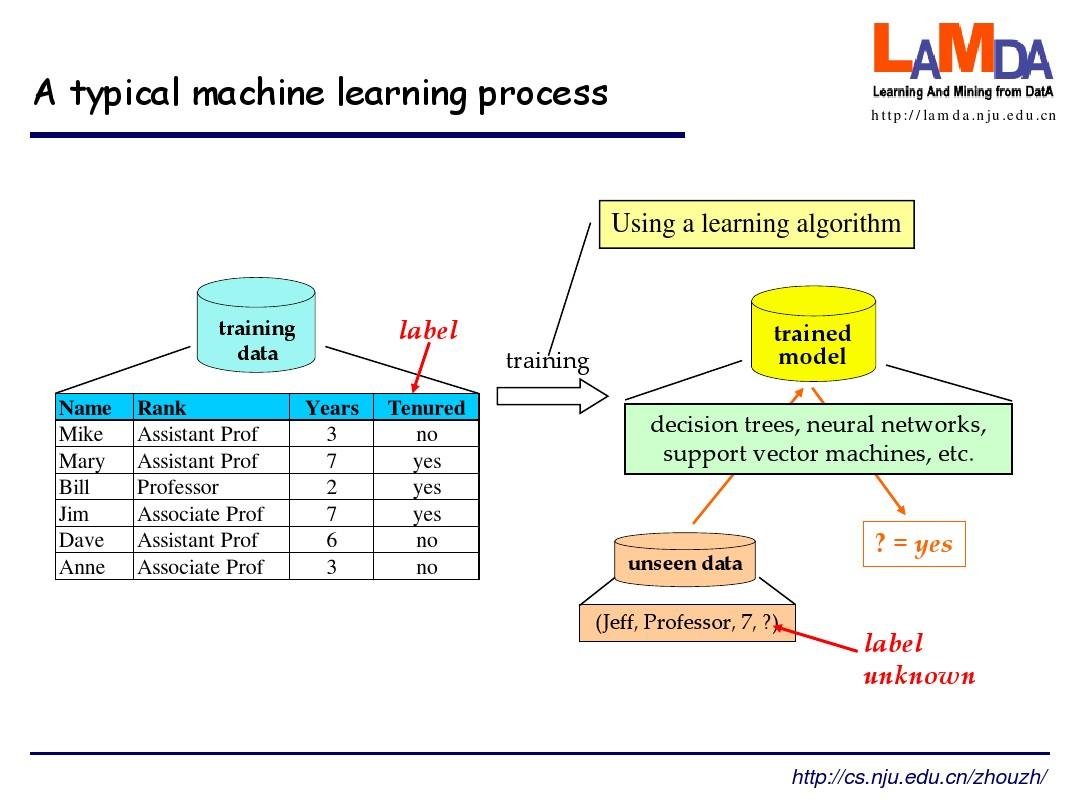 LAMDA
Learning And Mining from DatA
http://lamda.nju.edu.cn
A typical machine learning process
Using a learning algorithm
training
data
label
training
trained
model
Name Rank Years Tenured
Mike Assistant Prof 3 no
Mary Assistant Prof 7 yes
Bill Professor 2 yes
Jim Associate Prof 7 yes
Dave Assistant Prof 6 no
Anne Associate Prof 3 no
decision trees, neural networks,
support vector machines, etc.
unseen data
(Jeff, Professor, 7, ?)
? = yes
label
unknown
http://cs.nju.edu.cn/zhouzh/